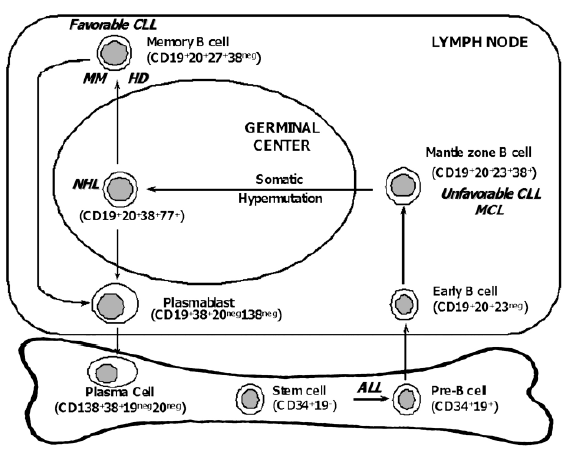 Favorable CLL
Memory B cell
(CD19⁺20⁺27⁺38ⁿᵉᵍ)
MM HD
LYMPH NODE
GERMINAL
CENTER
Mantle zone B cell
(CD19⁺20⁺23⁺38⁺)
Unfavorable CLL
MCL
Somatic
Hypermutation
NHL
(CD19⁺20⁺38⁺77⁺)
Plasmablast
(CD19⁺38⁺20ⁿᵉᵍ138ⁿᵉᵍ)
Early B cell
(CD19⁺20⁺23ⁿᵉᵍ)
Plasma Cell
(CD138⁺38⁺19ⁿᵉᵍ20ⁿᵉᵍ)
Stem cell
(CD34⁺19⁻)
ALL
Pre-B cell
(CD34⁺19⁺)